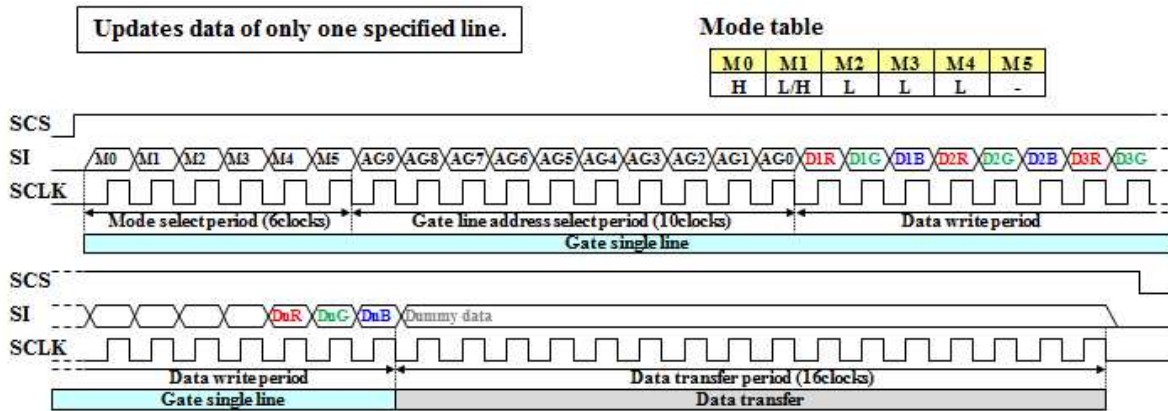 Updates data of only one specified line.
Mode table
M0 M1 M2 M3 M4 M5
H L/H L L L -
SCS
SI M0 M1 M2 M3 M4 M5 AG9 AG8 AG7 AG6 AG5 AG4 AG3 AG2 AG1 AG0 D1R D1G D1B D2R D2G D2B D3R D3G
SCLK
Mode select period (6clocks) Gate line address select period (10clocks) Data write period
Gate single line
SCS
SI DnR DnG DnB Dummy data
SCLK
Data write period Data transfer period (16clocks)
Gate single line Data transfer